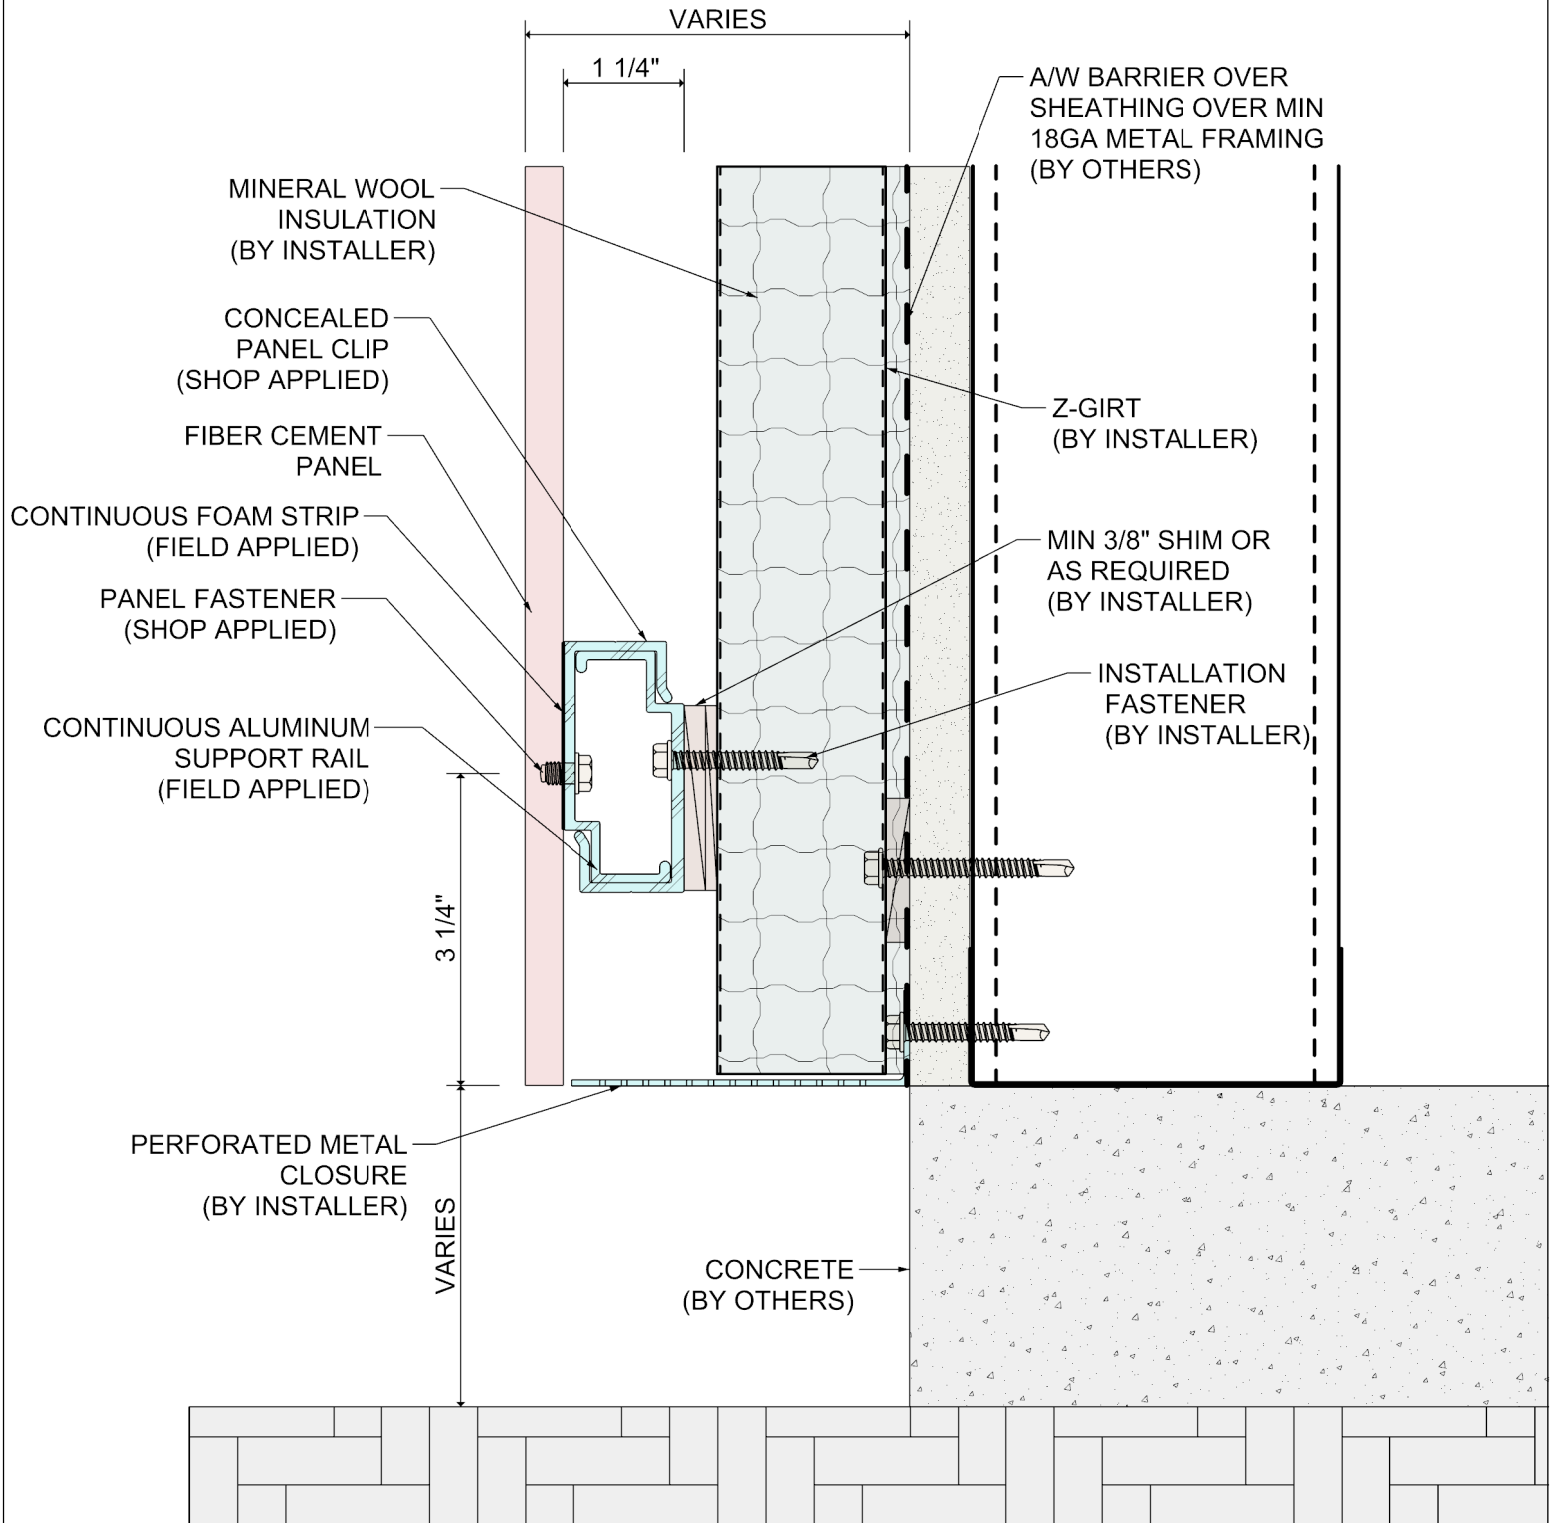 VARIES
1 1/4"
A/W BARRIER OVER
SHEATHING OVER MIN
18GA METAL FRAMING
(BY OTHERS)
MINERAL WOOL
INSULATION
(BY INSTALLER)
CONCEALED
PANEL CLIP
(SHOP APPLIED)
Z-GIRT
(BY INSTALLER)
FIBER CEMENT
PANEL
CONTINUOUS FOAM STRIP
(FIELD APPLIED)
MIN 3/8" SHIM OR
AS REQUIRED
(BY INSTALLER)
PANEL FASTENER
(SHOP APPLIED)
INSTALLATION
FASTENER
(BY INSTALLER)
CONTINUOUS ALUMINUM
SUPPORT RAIL
(FIELD APPLIED)
3 1/4"
PERFORATED METAL
CLOSURE
(BY INSTALLER)
VARIES
CONCRETE
(BY OTHERS)